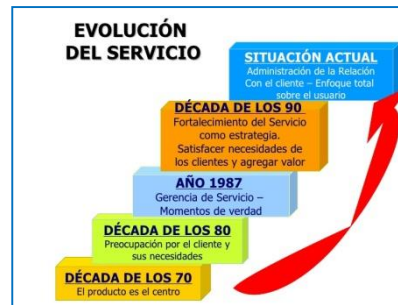 EVOLUCIÓN
DEL SERVICIO
SITUACIÓN ACTUAL
Administración de la Relación
Con el cliente – Enfoque total
sobre el usuario
DÉCADA DE LOS 90
Fortalecimiento del Servicio
como estrategia.
Satisfacer necesidades de
los clientes y agregar valor
AÑO 1987
Gerencia de Servicio –
Momentos de verdad
DÉCADA DE LOS 80
Preocupación por el cliente y
sus necesidades
DÉCADA DE LOS 70
El producto es el centro